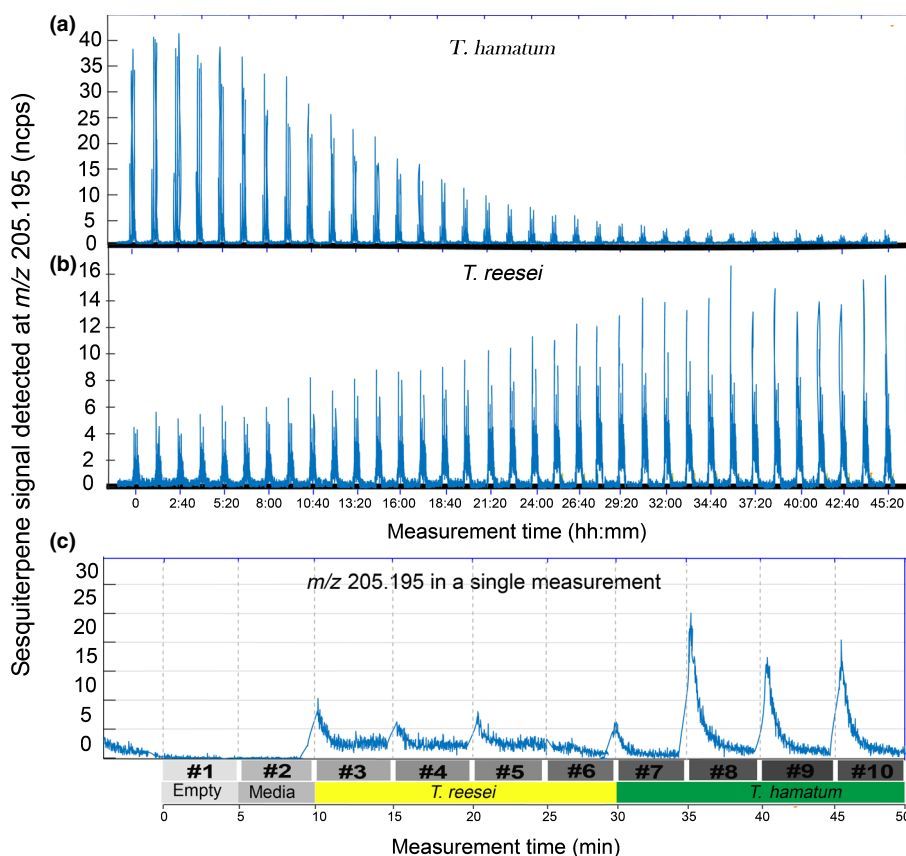 Sesquiterpene signal detected at m/z 205.195 (ncps)
(a)
T. hamatum
40
35
30
25
20
15
10
5
0
(b)
T. reesei
16
14
12
10
8
6
4
2
0
0 2:40 5:20 8:00 10:40 13:20 16:00 18:40 21:20 24:00 26:40 29:20 32:00 34:40 37:20 40:00 42:40 45:20
Measurement time (hh:mm)
(c)
m/z 205.195 in a single measurement
30
25
20
15
10
5
0
#1 #2 #3 #4 #5 #6 #7 #8 #9 #10
Empty Media T. reesei T. hamatum
0 5 10 15 20 25 30 35 40 45 50
Measurement time (min)